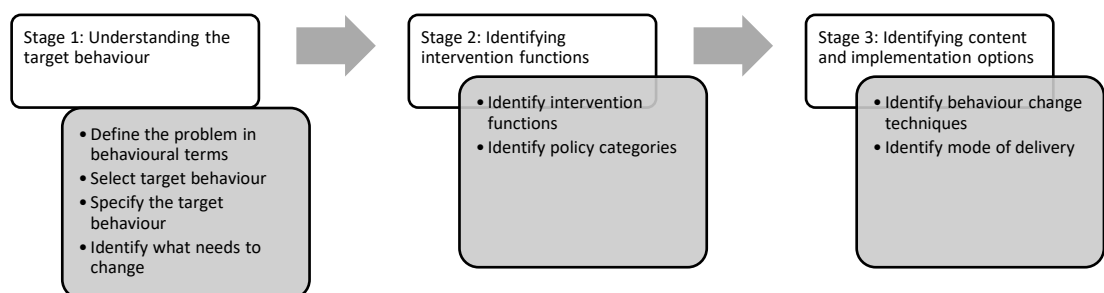 Stage 1: Understanding the
target behaviour
• Define the problem in
behavioural terms
• Select target behaviour
• Specify the target
behaviour
• Identify what needs to
change
Stage 2: Identifying
intervention functions
• Identify intervention
functions
• Identify policy categories
Stage 3: Identifying content
and implementation options
• Identify behaviour change
techniques
• Identify mode of delivery